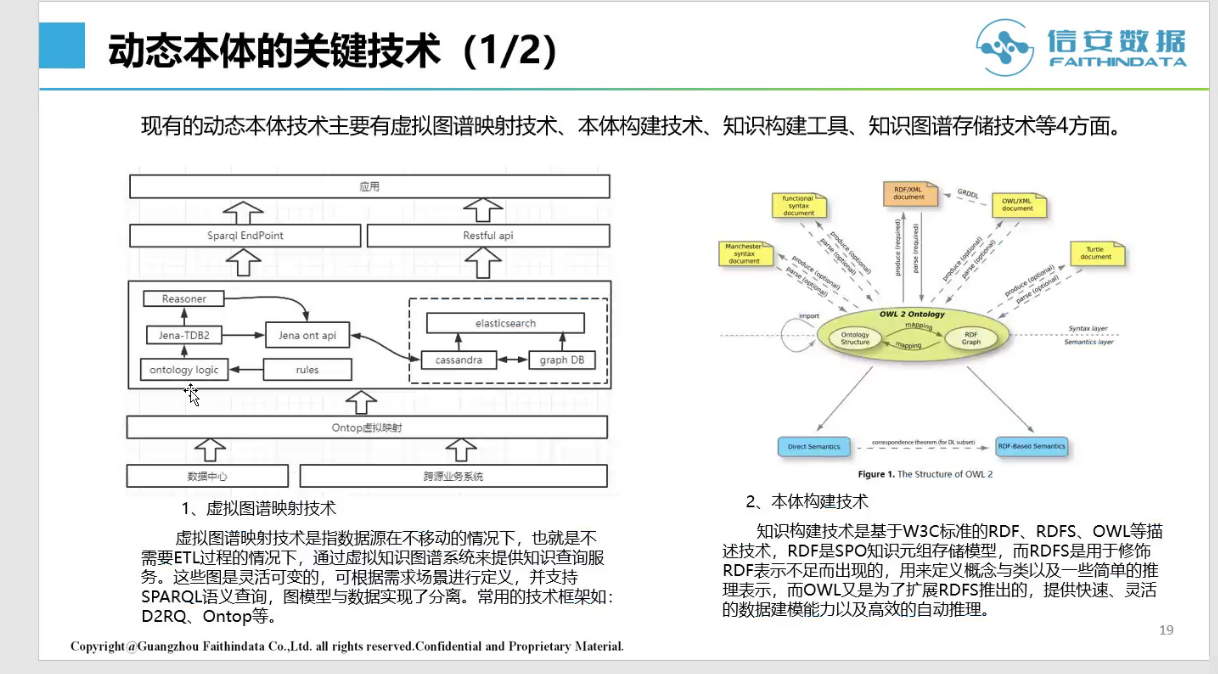 动态本体的关键技术（1/2）
信安数据
FAITHINDATA
现有的动态本体技术主要有虚拟图谱映射技术、本体构建技术、知识构建工具、知识图谱存储技术等4方面。
应用
Sparql EndPoint
Restful api
Reasoner
Jena-TDB2
Jena ont api
ontology logic
rules
elasticsearch
cassandra
graph DB
Ontop虚拟映射
数据中心
跨源业务系统
1、虚拟图谱映射技术
虚拟图谱映射技术是指数据源在不移动的情况下，也就是不
需要ETL过程的情况下，通过虚拟知识图谱系统来提供知识查询服
务。这些图是灵活可变的，可根据需求场景进行定义，并支持
SPARQL语义查询，图模型与数据实现了分离。常用的技术框架如：
D2RQ、Ontop等。
functional
syntax
document
RDF/XML
document
GRDDL
OWL/XML
document
Manchester
syntax
document
Turtle
document
produce (optional)
parse (optional)
produce (optional)
parse (optional)
produce (required)
parse (required)
produce (optional)
parse (optional)
produce (optional)
parse (optional)
import
OWL 2 Ontology
Ontology
Structure
mapping
mapping
RDF
Graph
Syntax layer
Semantics layer
Direct Semantics
correspondence theorem (for DL subset)
RDF-Based Semantics
Figure 1. The Structure of OWL 2
2、本体构建技术
知识构建技术是基于W3C标准的RDF、RDFS、OWL等描
述技术，RDF是SPO知识元组存储模型，而RDFS是用于修饰
RDF表示不足而出现的，用来定义概念与类以及一些简单的推
理表示，而OWL又是为了扩展RDFS推出的，提供快速、灵活
的数据建模能力以及高效的自动推理。
19
Copyright@Guangzhou Faithindata Co.,Ltd. all rights reserved.Confidential and Proprietary Material.